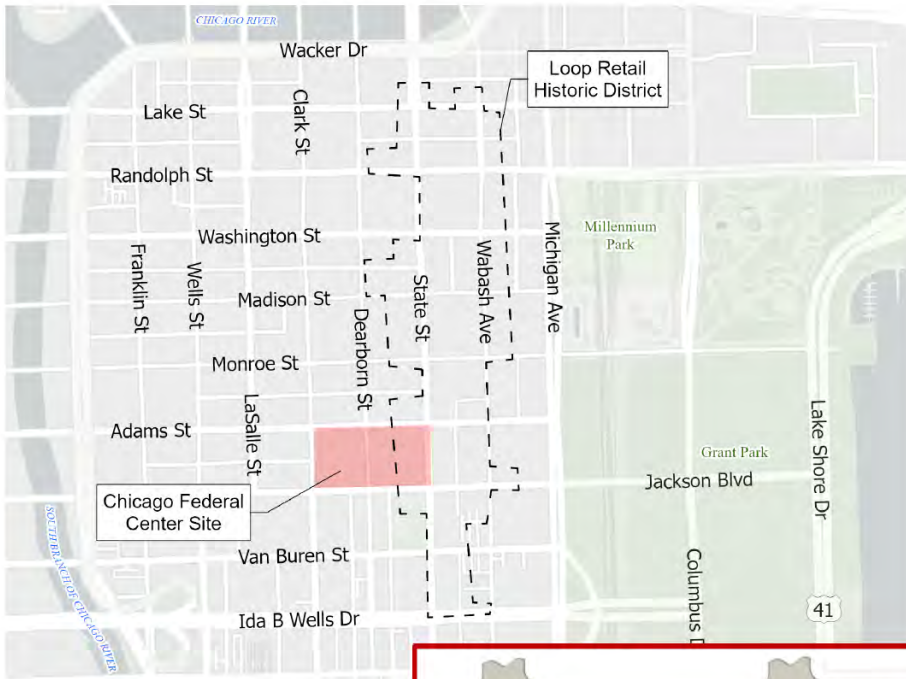 CHICAGO RIVER
Wacker Dr
Loop Retail
Historic District
Lake St
Clark St
Randolph St
Washington St
Millennium
Park
Michigan Ave
Franklin St
Wells St
Madison St
State St
Wabash Ave
Dearborn St
Monroe St
LaSalle St
Adams St
Lake Shore Dr
Grant Park
Jackson Blvd
Chicago Federal
Center Site
SOUTH BRANCH OF CHICAGO RIVER
Van Buren St
Columbus
Ida B Wells Dr
41